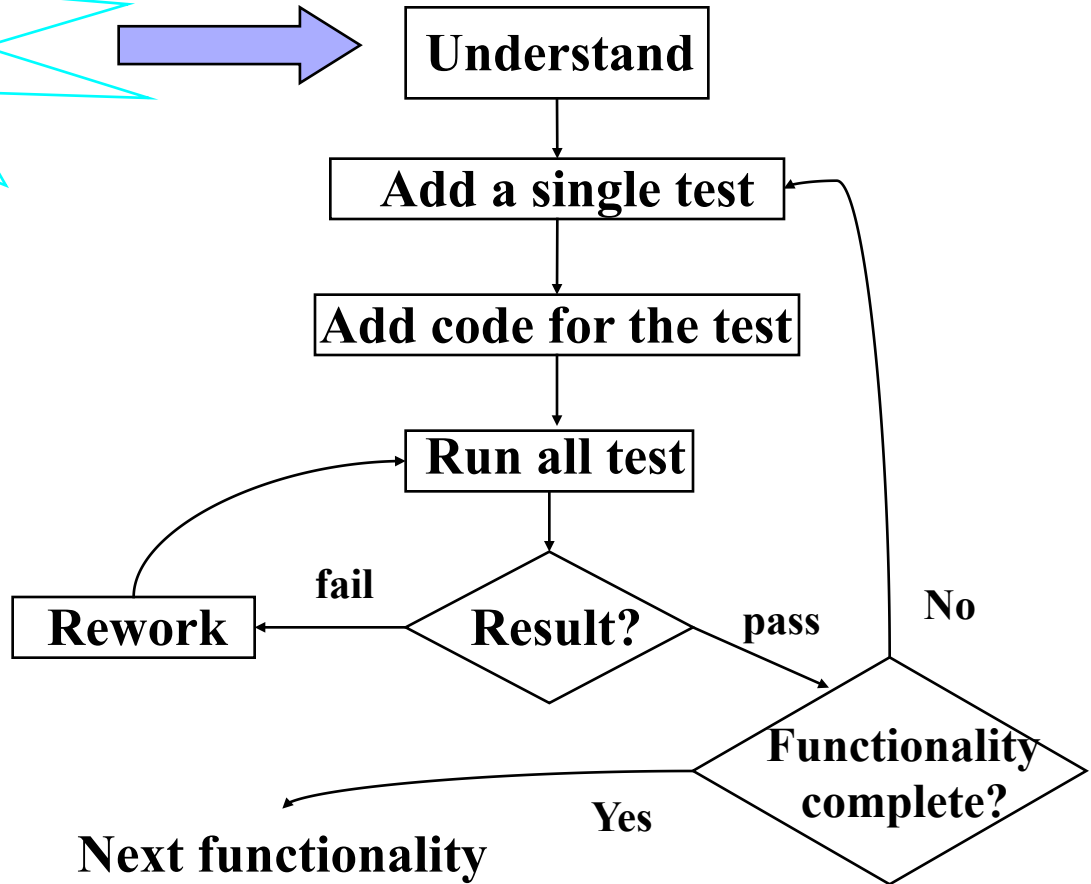 Understand
Add a single test
Add code for the test
Run all test
fail
No
Rework
Result?
pass
Functionality
complete?
Yes
Next functionality